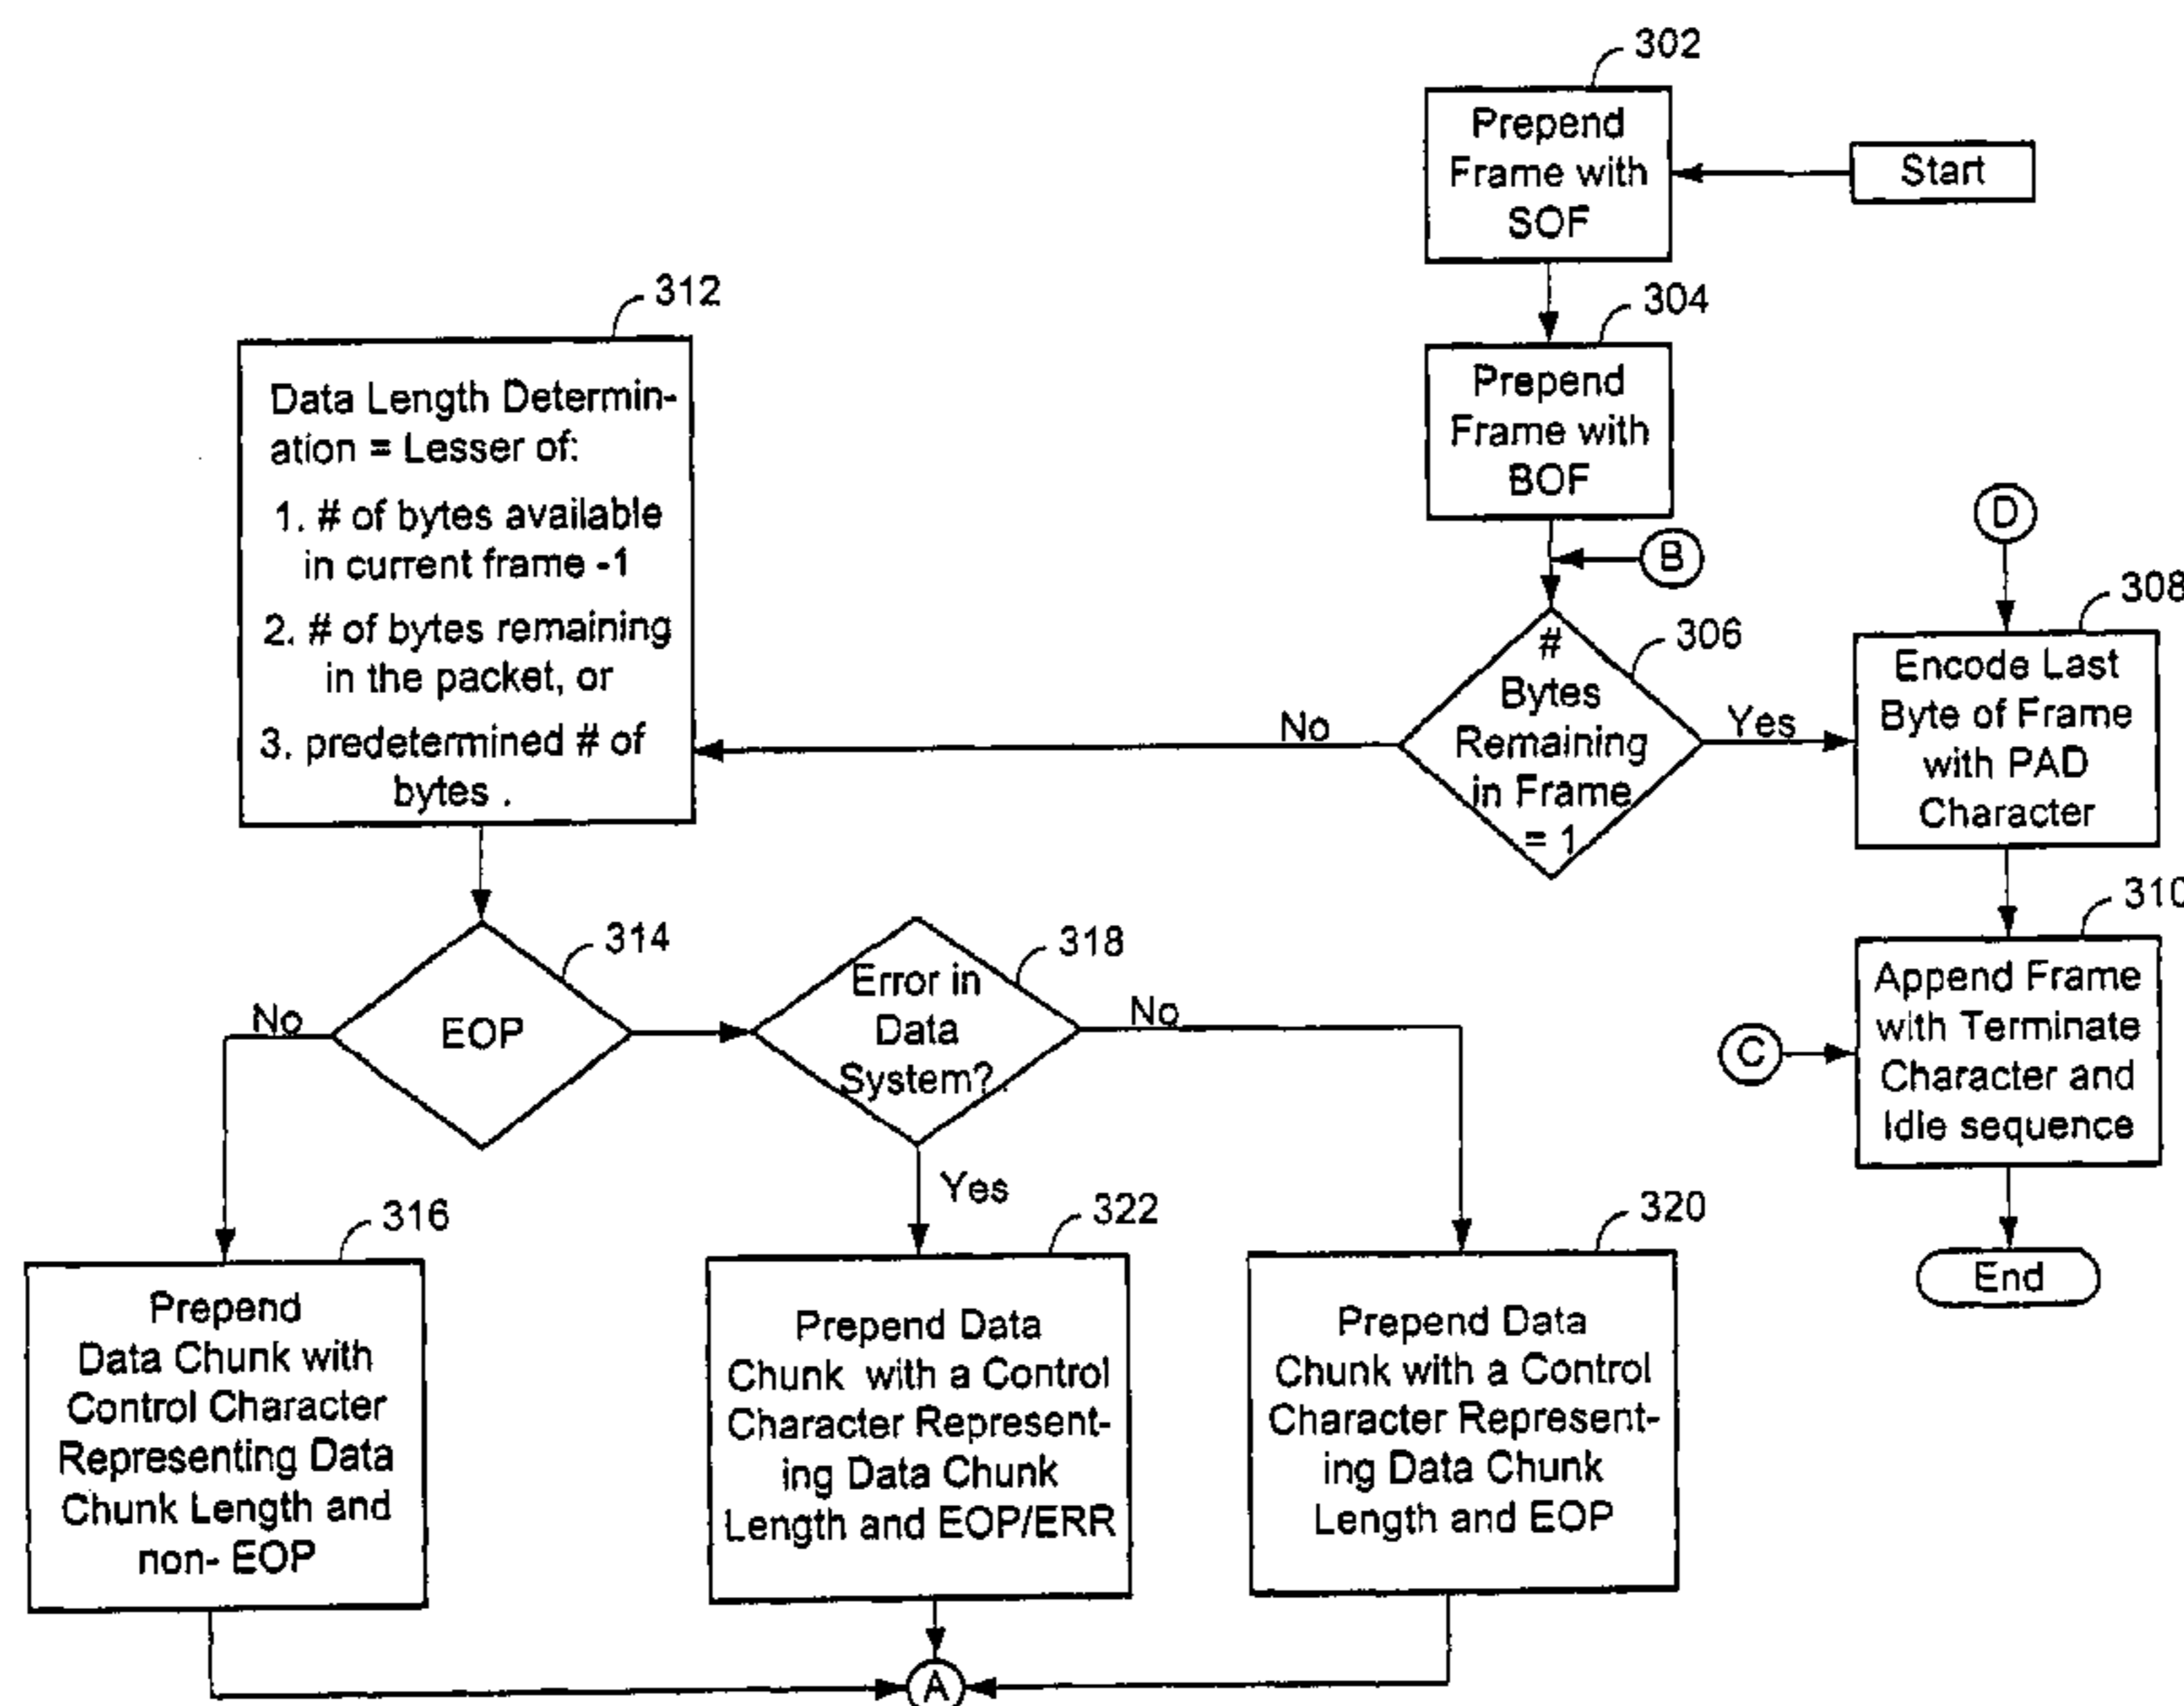 302
Prepend
Frame with
SOF
Start
304
Prepend
Frame with
BOF
B
306
#
Bytes
Remaining
in Frame
= 1
Yes
No
D
308
Encode Last
Byte of Frame
with PAD
Character
310
Append Frame
with Terminate
Character and
Idle sequence
C
End
312
Data Length Determin-
ation = Lesser of:
1. # of bytes available
in current frame -1
2. # of bytes remaining
in the packet, or
3. predetermined # of
bytes .
314
EOP
No
318
Error in
Data
System?
No
Yes
316
Prepend
Data Chunk with
Control Character
Representing Data
Chunk Length and
non- EOP
322
Prepend Data
Chunk with a Control
Character Represent-
ing Data Chunk
Length and EOP/ERR
320
Prepend Data
Chunk with a Control
Character Represent-
ing Data Chunk
Length and EOP
A